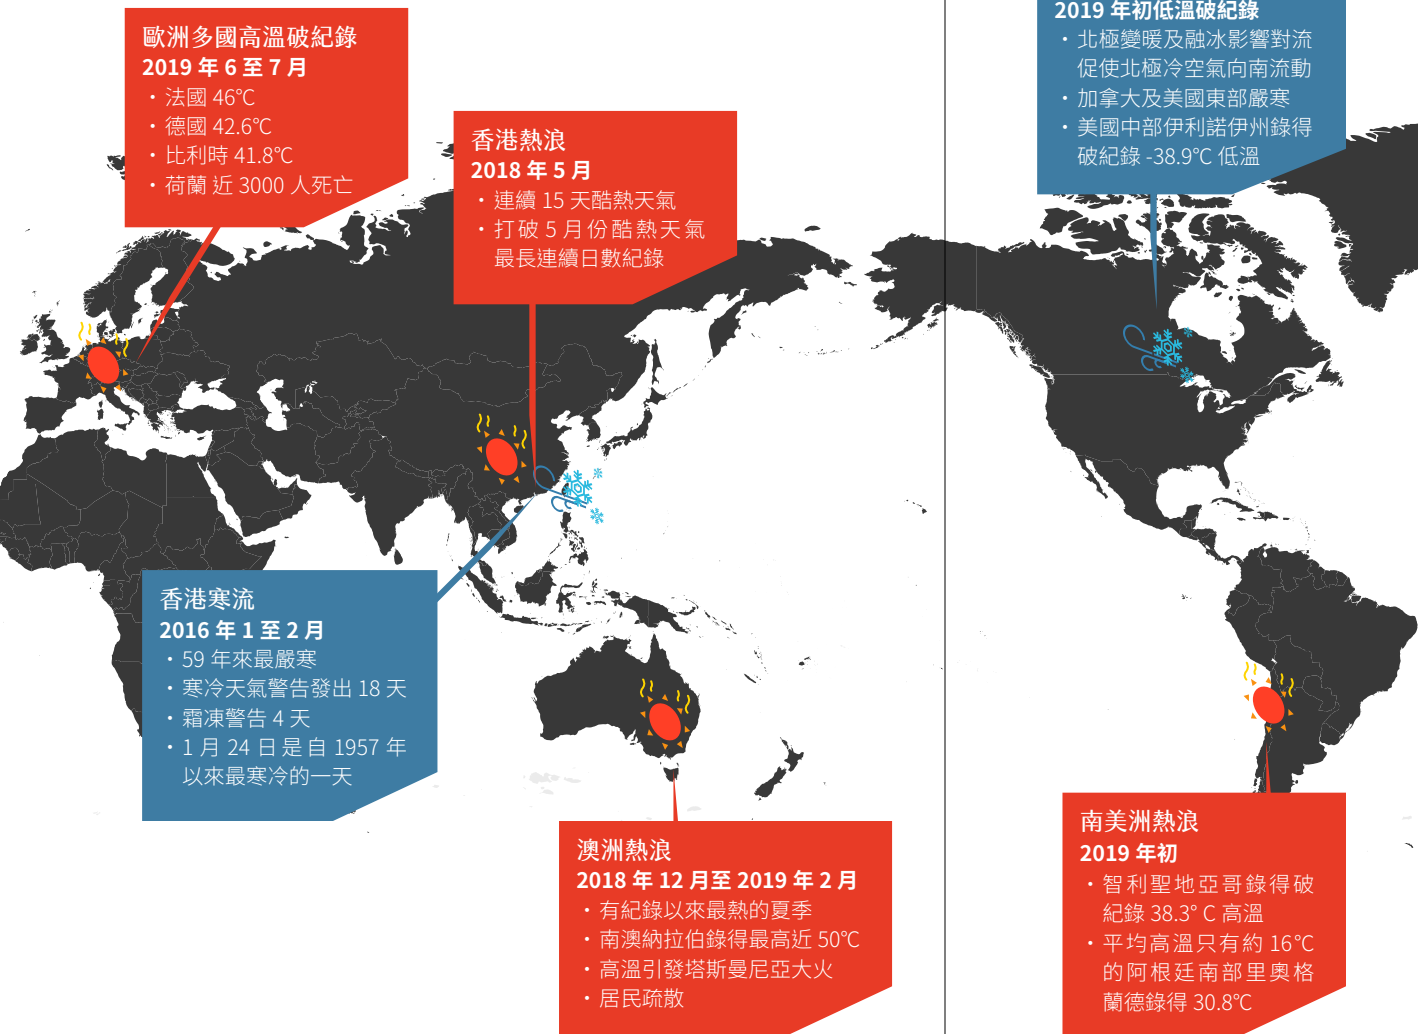 歐洲多國高溫破紀錄
2019 年 6 至 7 月
・法國 46℃
・德國 42.6℃
・比利時 41.8℃
・荷蘭 近 3000 人死亡
香港熱浪
2018 年 5 月
・連續 15 天酷熱天氣
・打破 5 月份酷熱天氣
最長連續日數紀錄
2019 年初低溫破紀錄
・北極變暖及融冰影響對流
促使北極冷空氣向南流動
・加拿大及美國東部嚴寒
・美國中部伊利諾伊州錄得
破紀錄 -38.9℃ 低溫
香港寒流
2016 年 1 至 2 月
・59 年來最嚴寒
・寒冷天氣警告發出 18 天
・霜凍警告 4 天
・1 月 24 日是自 1957 年
以來最寒冷的一天
澳洲熱浪
2018 年 12 月至 2019 年 2 月
・有紀錄以來最熱的夏季
・南澳納拉伯錄得最高近 50℃
・高溫引發塔斯曼尼亞大火
・居民疏散
南美洲熱浪
2019 年初
・智利聖地亞哥錄得破
紀錄 38.3° C 高溫
・平均高溫只有約 16℃
的阿根廷南部里奧格
蘭德錄得 30.8℃